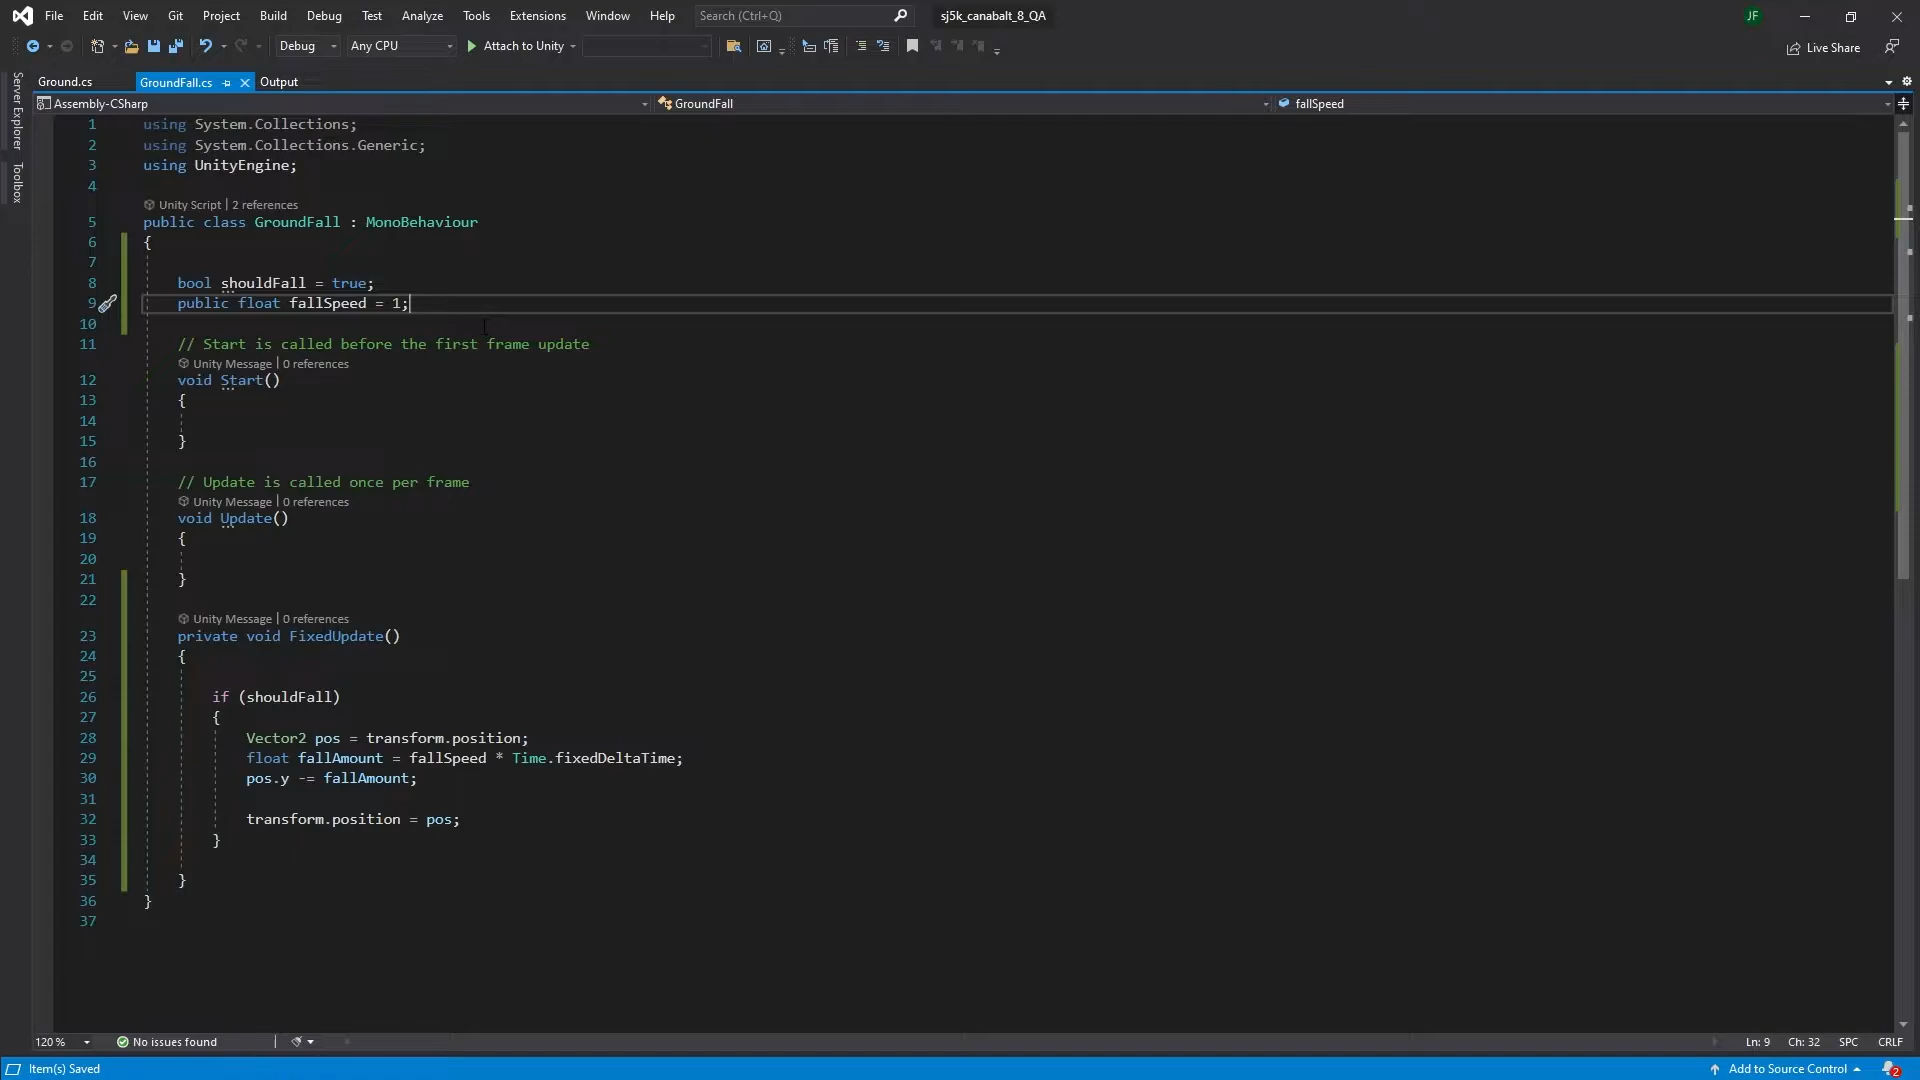 File Edit View Git Project Build Debug Test Analyze Tools Extensions Window Help Search (Ctrl+Q) sj5k_canabalt_8_QA JF
Debug Any CPU Attach to Unity Live Share
Ground.cs GroundFall.cs Output
Server Explorer
Toolbox
Assembly-CSharp GroundFall fallSpeed
1 using System.Collections;
2 using System.Collections.Generic;
3 using UnityEngine;
4
Unity Script | 2 references
5 public class GroundFall : MonoBehaviour
6 {
7
8 bool shouldFall = true;
9 public float fallSpeed = 1;
10
11 // Start is called before the first frame update
Unity Message | 0 references
12 void Start()
13 {
14
15 }
16
17 // Update is called once per frame
Unity Message | 0 references
18 void Update()
19 {
20
21 }
22
Unity Message | 0 references
23 private void FixedUpdate()
24 {
25
26 if (shouldFall)
27 {
28 Vector2 pos = transform.position;
29 float fallAmount = fallSpeed * Time.fixedDeltaTime;
30 pos.y -= fallAmount;
31
32 transform.position = pos;
33 }
34
35 }
36 }
37
120 % No issues found Ln: 9 Ch: 32 SPC CRLF
Item(s) Saved Add to Source Control 2